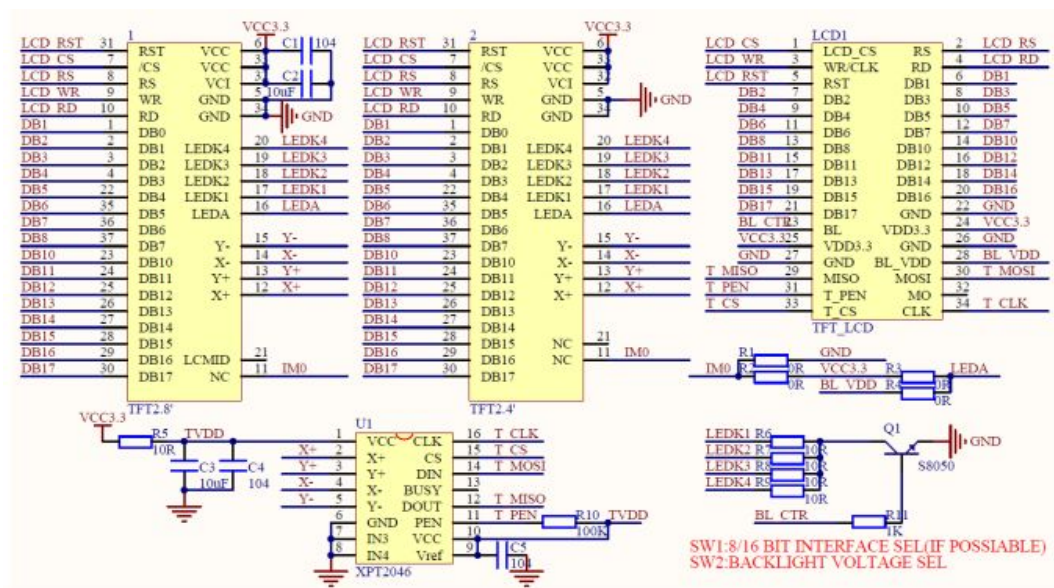 1
VCC3.3
LCD RST 31 RST VCC 6 C1 104
LCD CS 7 /CS VCC 33
LCD RS 8 RS VCI 32 C2
LCD WR 9 WR GND 5 10uF
LCD RD 10 RD GND 34 GND
DB1 1 DB0
DB2 2 DB1 LEDK4 20 LEDK4
DB3 3 DB2 LEDK3 19 LEDK3
DB4 4 DB3 LEDK2 18 LEDK2
DB5 22 DB4 LEDK1 17 LEDK1
DB6 35 DB5 LEDA 16 LEDA
DB7 36 DB6
DB8 37 DB7 Y- 15 Y-
DB10 23 DB10 X- 14 X-
DB11 24 DB11 Y+ 13 Y+
DB12 25 DB12 X+ 12 X+
DB13 26 DB13
DB14 27 DB14
DB15 28 DB15
DB16 29 DB16 LCMID 21
DB17 30 DB17 NC 11 IM0
TFT2.8'
2
VCC3.3
LCD RST 31 RST VCC 6
LCD CS 7 /CS VCC 33
LCD RS 8 RS VCI 32
LCD WR 9 WR GND 5 GND
LCD RD 10 RD GND 34
DB1 1 DB0
DB2 2 DB1 LEDK4 20 LEDK4
DB3 3 DB2 LEDK3 19 LEDK3
DB4 4 DB3 LEDK2 18 LEDK2
DB5 22 DB4 LEDK1 17 LEDK1
DB6 35 DB5 LEDA 16 LEDA
DB7 36 DB6
DB8 37 DB7 Y- 15 Y-
DB10 23 DB10 X- 14 X-
DB11 24 DB11 Y+ 13 Y+
DB12 25 DB12 X+ 12 X+
DB13 26 DB13
DB14 27 DB14
DB15 28 DB15 NC 21
DB16 29 DB16 NC 11 IM0
DB17 30 DB17
TFT2.4'
LCD1
LCD CS 1 LCD_CS RS 2 LCD RS
LCD WR 3 WR/CLK RD 4 LCD RD
LCD RST 5 RST DB1 6 DB1
DB2 7 DB2 DB3 8 DB3
DB4 9 DB4 DB5 10 DB5
DB6 11 DB6 DB7 12 DB7
DB8 13 DB8 DB10 14 DB10
DB11 15 DB11 DB12 16 DB12
DB13 17 DB13 DB14 18 DB14
DB15 19 DB15 DB16 20 DB16
DB17 21 DB17 GND 22 GND
BL CTR 23 BL VDD3.3 24 VCC3.3
VCC3.3 25 VDD3.3 GND 26 GND
GND 27 GND BL_VDD 28 BL VDD
T MISO 29 MISO MOSI 30 T MOSI
T PEN 31 T_PEN MO 32
T CS 33 T_CS CLK 34 T CLK
TFT_LCD
R1 GND
IM0 R2 0R VCC3.3 R3 LEDA
0R BL VDD R4 0R
0R
VCC3.3
R5 TVDD
10R
C3 C4
10uF 104
U1
1 VCC CLK 16 T CLK
X+ 2 X+ CS 15 T CS
Y+ 3 Y+ DIN 14 T MOSI
X- 4 X- BUSY 13
Y- 5 Y- DOUT 12 T MISO
6 GND PEN 11 T PEN R10 TVDD
7 IN3 VCC 10 100K
8 IN4 Vref 9 C5
104
XPT2046
LEDK1 R6 Q1
LEDK2 R7 10R GND
LEDK3 R8 10R S8050
LEDK4 R9 10R
10R
BL CTR R11
1K
SW1:8/16 BIT INTERFACE SEL(IF POSSIABLE)
SW2:BACKLIGHT VOLTAGE SEL